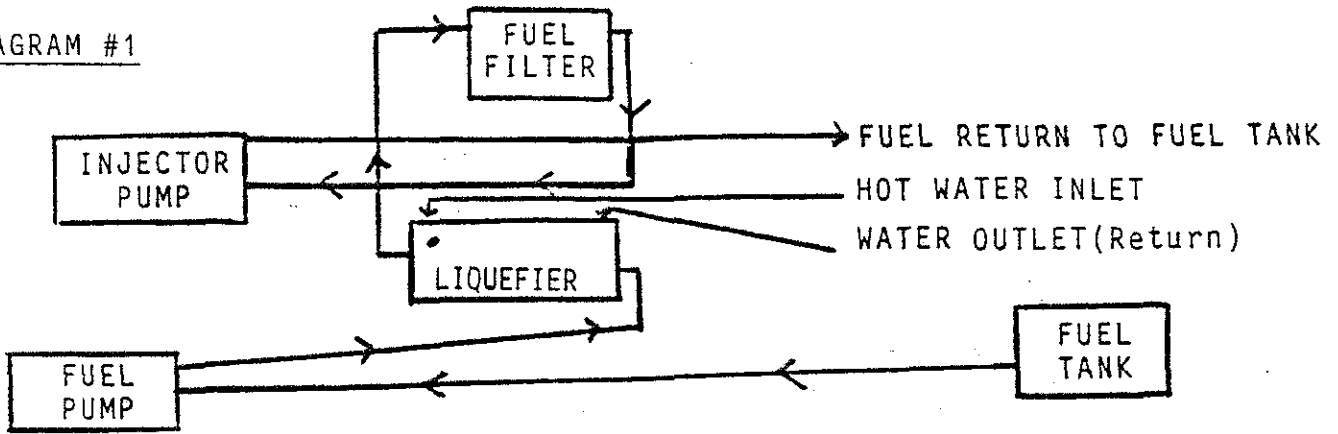 AGRAM #1
FUEL
FILTER
INJECTOR
PUMP
FUEL RETURN TO FUEL TANK
HOT WATER INLET
WATER OUTLET(Return)
LIQUEFIER
FUEL
TANK
FUEL
PUMP